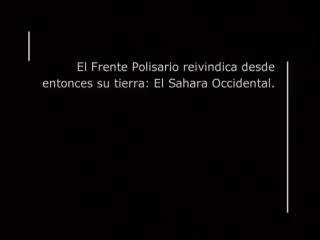 El Frente Polisario reivindica desde
entonces su tierra: El Sahara Occidental.